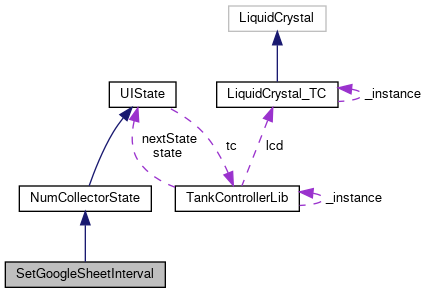 LiquidCrystal
UIState
LiquidCrystal_TC
_instance
nextState
state
tc
lcd
NumCollectorState
TankControllerLib
_instance
SetGoogleSheetInterval